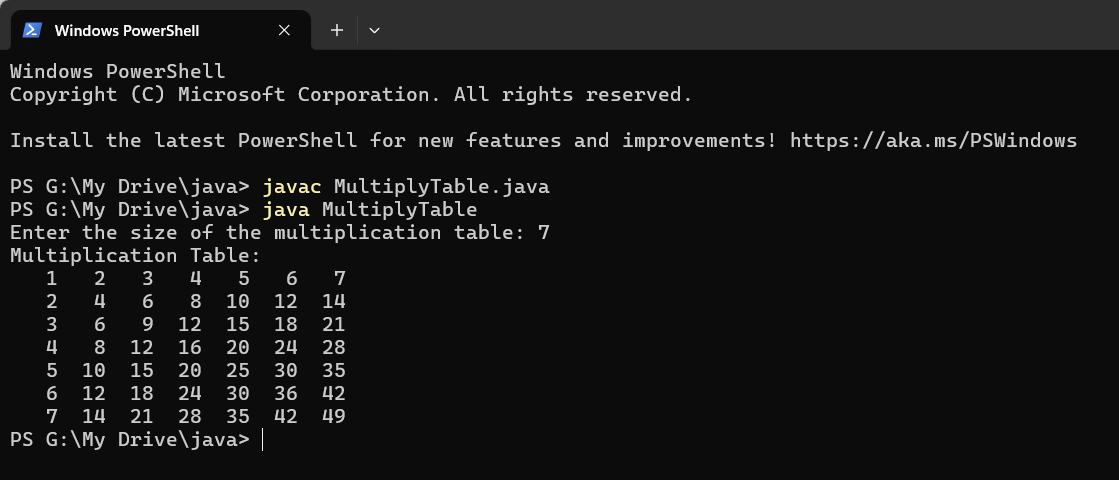 Windows PowerShell
Windows PowerShell
Copyright (C) Microsoft Corporation. All rights reserved.
Install the latest PowerShell for new features and improvements! https://aka.ms/PSWindows
PS G:\My Drive\java> javac MultiplyTable.java
PS G:\My Drive\java> java MultiplyTable
Enter the size of the multiplication table: 7
Multiplication Table:
   1   2   3   4   5   6   7
   2   4   6   8  10  12  14
   3   6   9  12  15  18  21
   4   8  12  16  20  24  28
   5  10  15  20  25  30  35
   6  12  18  24  30  36  42
   7  14  21  28  35  42  49
PS G:\My Drive\java>